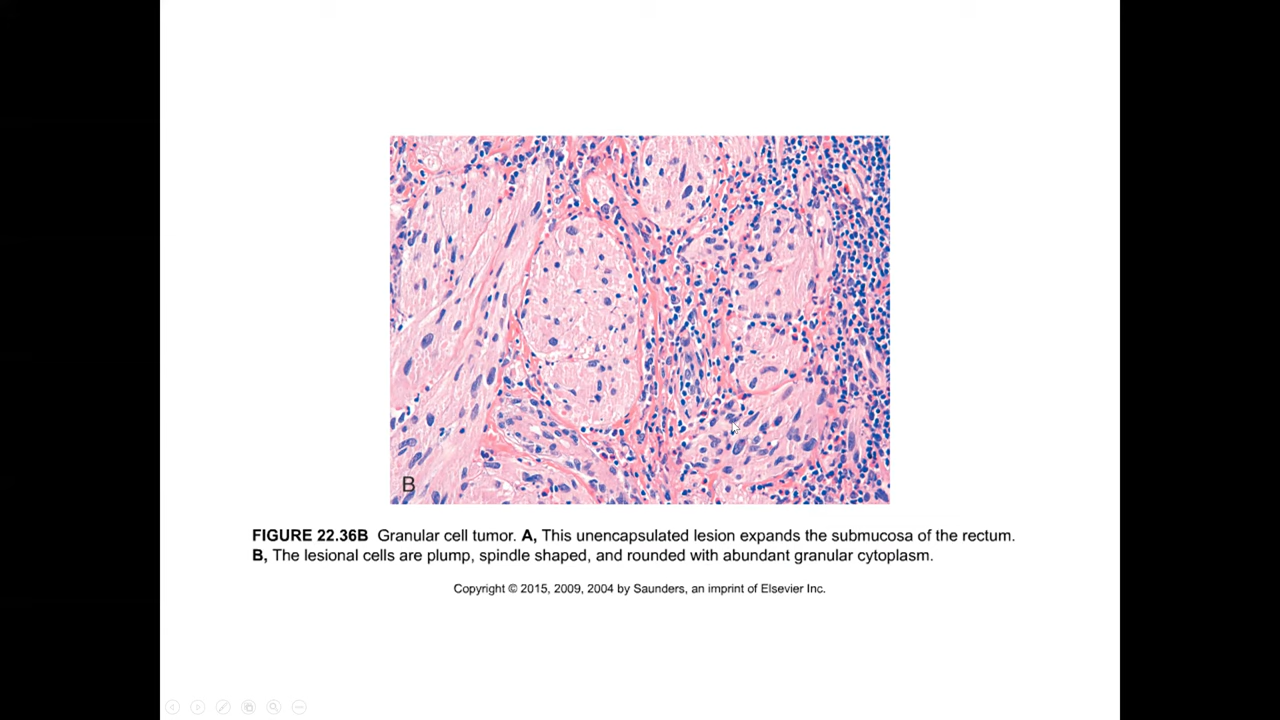 B
FIGURE 22.36B Granular cell tumor. A, This unencapsulated lesion expands the submucosa of the rectum.
B, The lesional cells are plump, spindle shaped, and rounded with abundant granular cytoplasm.
Copyright © 2015, 2009, 2004 by Saunders, an imprint of Elsevier Inc.